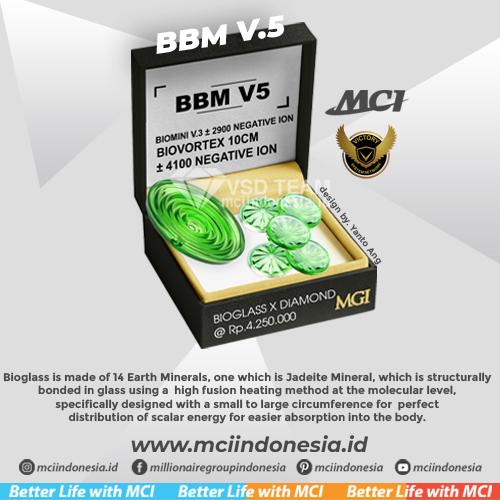 BBM V.5
BBM V5
BIOMINI V.3 ± 2900 NEGATIVE ION
BIOVORTEX 10CM
± 4100 NEGATIVE ION
MCI
VICTORY
VSD TEAM
mciindonesia.id
design by. Yanto Ang
BIOGLASS X DIAMOND
@ Rp.4.250.000
MGI
Bioglass is made of 14 Earth Minerals, one which is Jadeite Mineral, which is structurally
bonded in glass using a high fusion heating method at the molecular level,
specifically designed with a small to large circumference for perfect
distribution of scalar energy for easier absorption into the body.
www.mciindonesia.id
mciindonesia.id
millionairegroupindonesia
mciindonesia.id
mciindonesia
Better Life with MCI
Better Life with MCI
Better Life with MCI